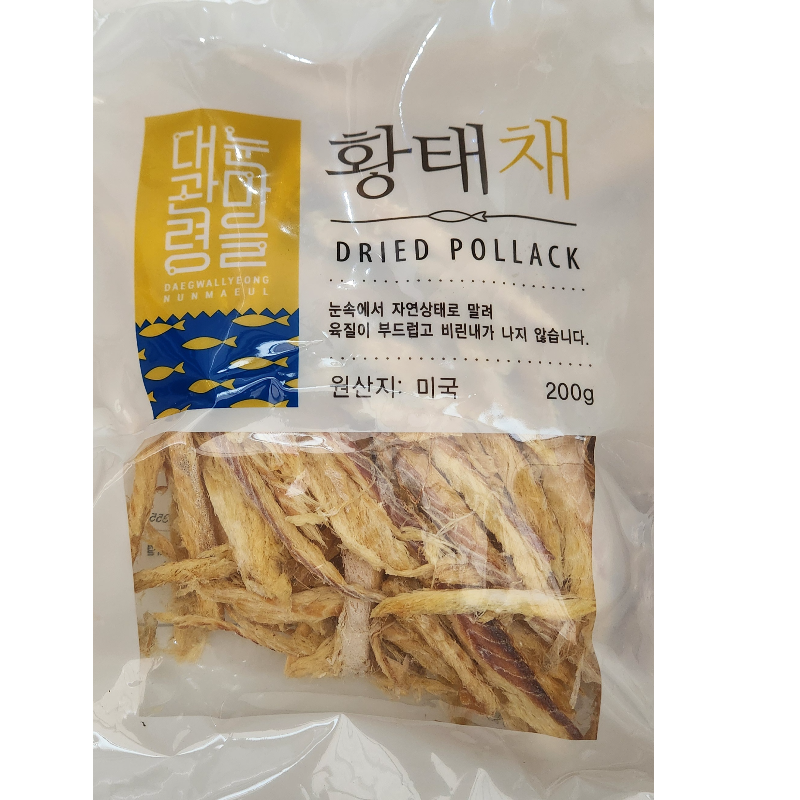 대관령
눈마을
DAEGWALLYEONG
NUNMAEUL
황태채
DRIED POLLACK
눈속에서 자연상태로 말려
육질이 부드럽고 비린내가 나지 않습니다.
원산지: 미국 200g